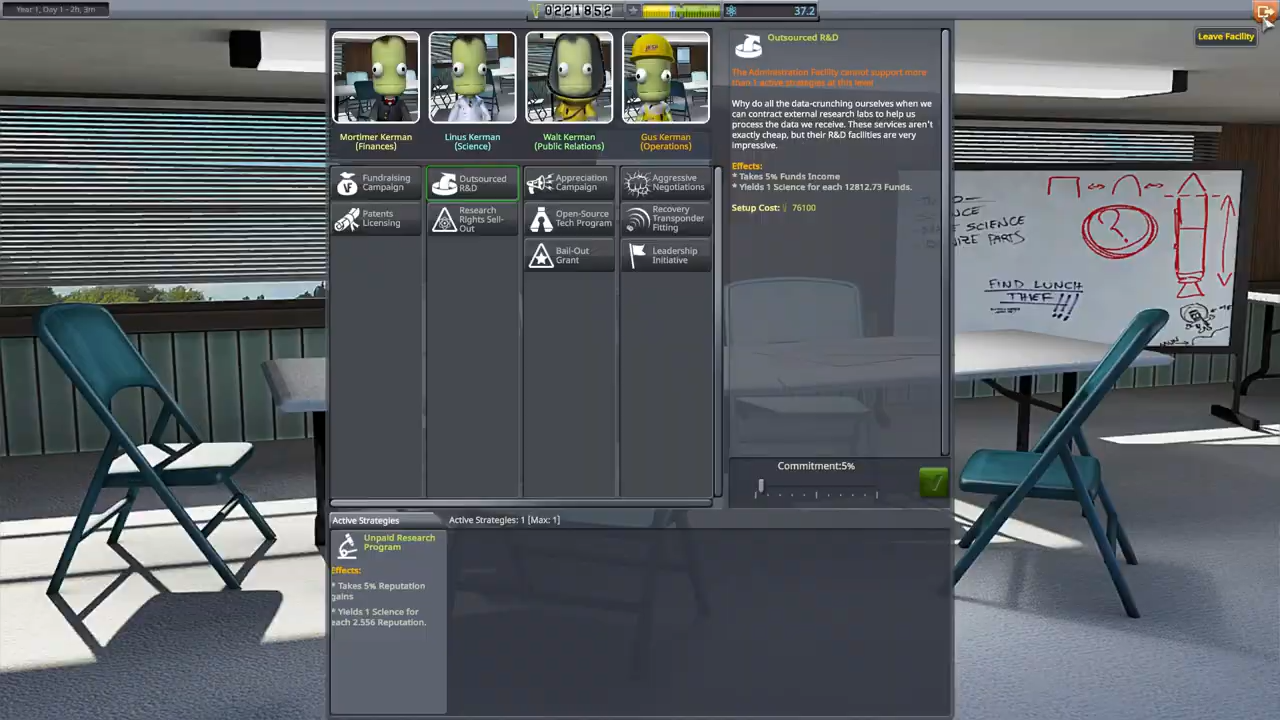 Year 1, Day 1 - 2h, 3m
0221852
37.2
Leave Facility
Mortimer Kerman
(Finances)
Linus Kerman
(Science)
Walt Kerman
(Public Relations)
Gus Kerman
(Operations)
Fundraising
Campaign
Patents
Licensing
Outsourced
R&D
Research
Rights Sell-
Out
Appreciation
Campaign
Open-Source
Tech Program
Bail-Out
Grant
Aggressive
Negotiations
Recovery
Transponder
Fitting
Leadership
Initiative
Outsourced R&D
The Administration Facility cannot support more
than 1 active strategies at this level
Why do all the data-crunching ourselves when we
can contract external research labs to help us
process the data we receive. These services aren't
exactly cheap, but their R&D facilities are very
impressive.
Effects:
* Takes 5% Funds Income
* Yields 1 Science for each 12812.73 Funds.
Setup Cost: 76100
Commitment:5%
Active Strategies
Active Strategies: 1 [Max: 1]
Unpaid Research
Program
Effects:
* Takes 5% Reputation
gains
* Yields 1 Science for
each 2.556 Reputation.
SCIENCE
PARTS
?
FIND LUNCH
THIEF!!!